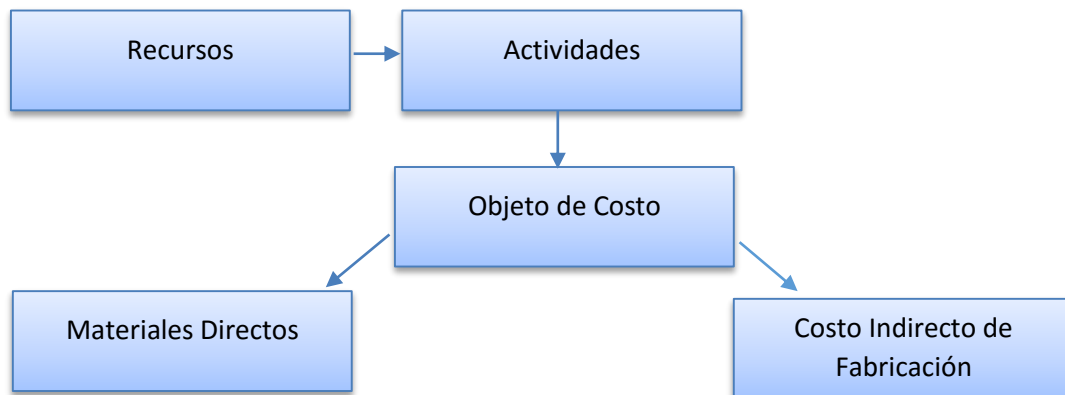 Recursos
Actividades
Objeto de Costo
Materiales Directos
Costo Indirecto de
Fabricación